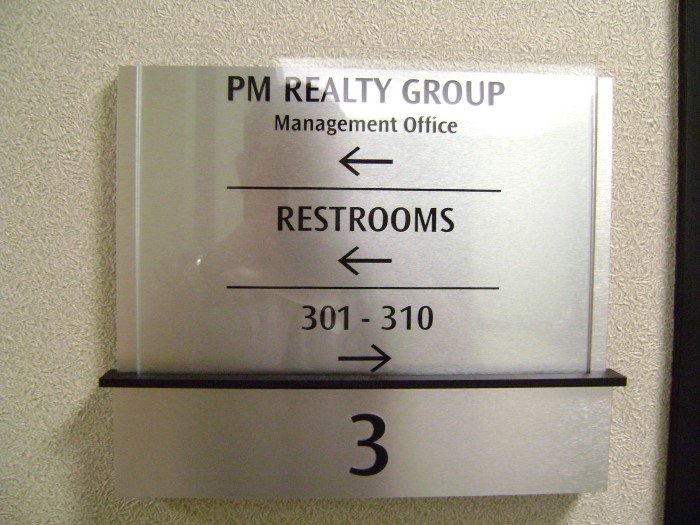 PM REALTY GROUP
Management Office
←
RESTROOMS
←
301 - 310
→
3